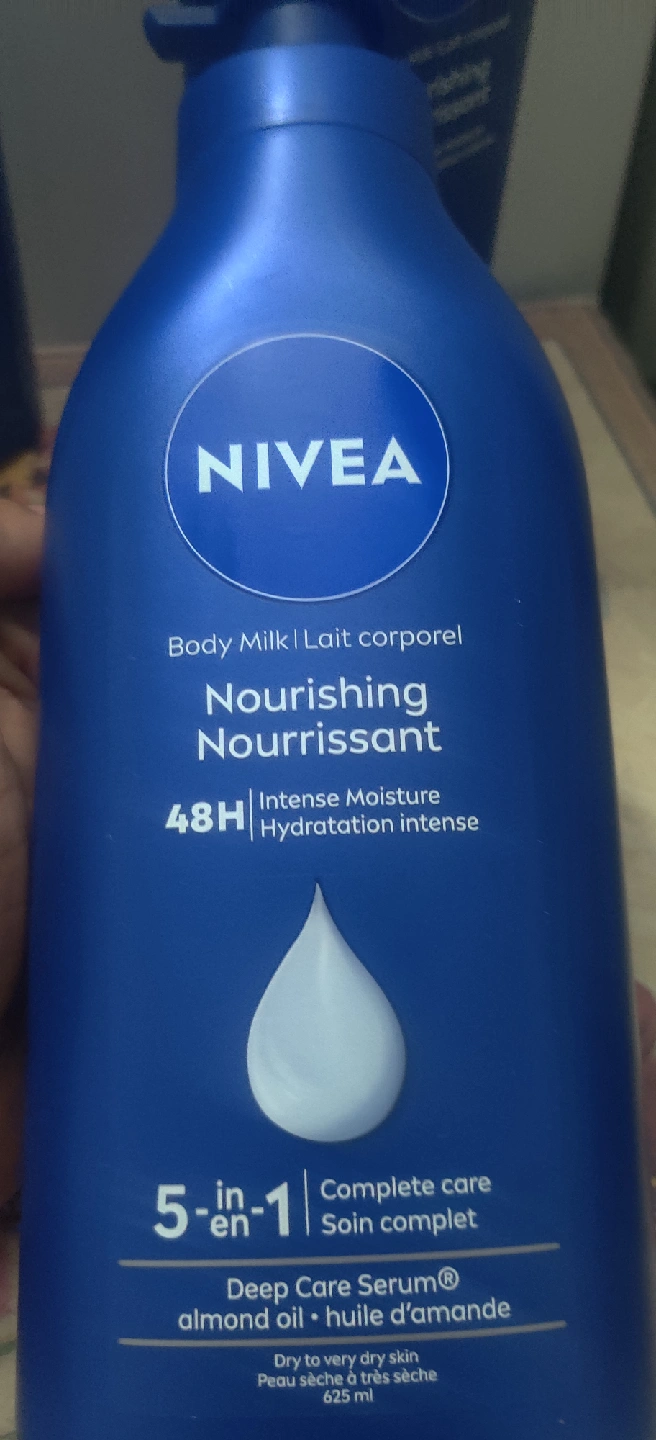 NIVEA
Body Milk | Lait corporel
Nourishing
Nourrissant
48H | Intense Moisture
Hydratation intense
5-in-1 | Complete care
en
Soin complet
Deep Care Serum®
almond oil • huile d'amande
Dry to very dry skin
Peau sèche à très sèche
625 ml